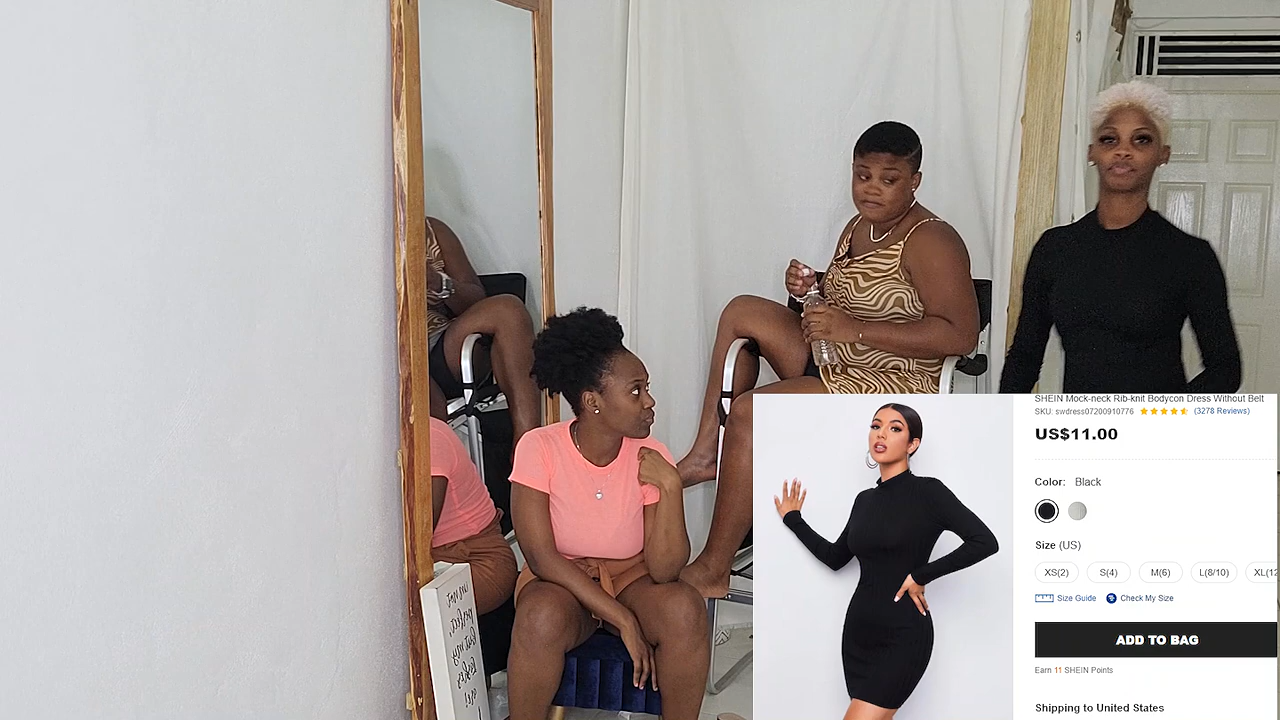 SHEIN Mock-neck Rib-knit Bodycon Dress Without Belt
SKU: swdress07200910776 (3278 Reviews)
US$11.00
Color: Black
Size (US)
XS(2) S(4) M(6) L(8/10) XL(12
Size Guide Check My Size
ADD TO BAG
Earn 11 SHEIN Points
Shipping to United States